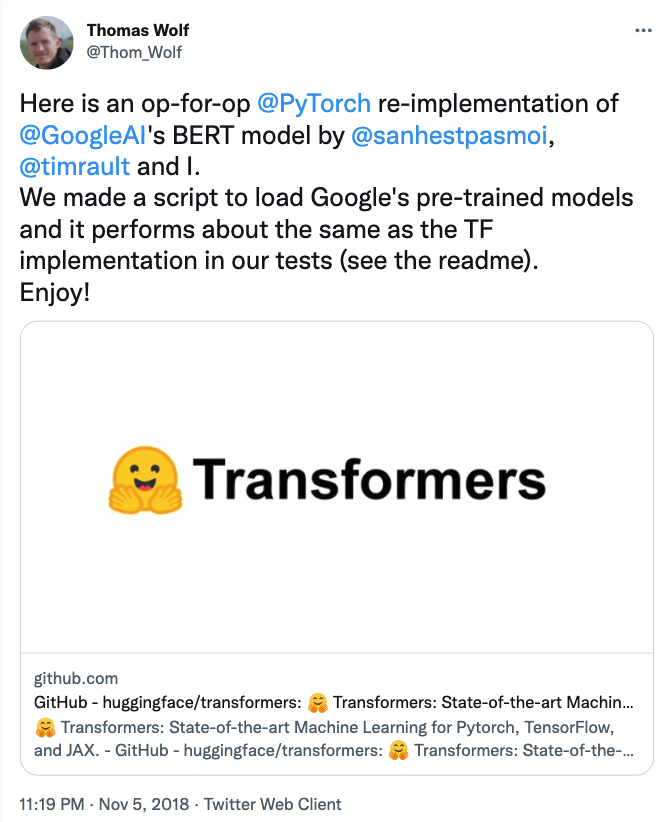 Thomas Wolf
@Thom_Wolf
Here is an op-for-op @PyTorch re-implementation of
@GoogleAI's BERT model by @sanhestpasmoi,
@timrault and I.
We made a script to load Google's pre-trained models
and it performs about the same as the TF
implementation in our tests (see the readme).
Enjoy!
🤗 Transformers
github.com
GitHub - huggingface/transformers: 🤗 Transformers: State-of-the-art Machin...
🤗 Transformers: State-of-the-art Machine Learning for Pytorch, TensorFlow,
and JAX. - GitHub - huggingface/transformers: 🤗 Transformers: State-of-the-...
11:19 PM · Nov 5, 2018 · Twitter Web Client